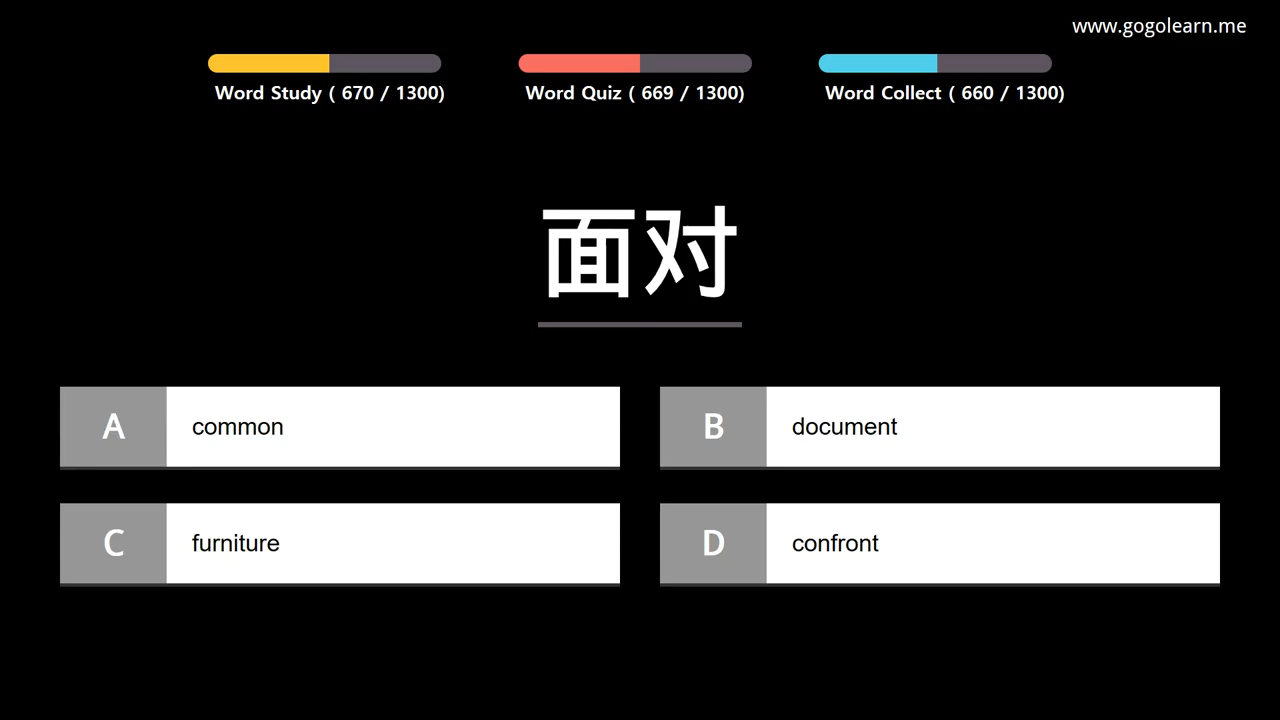 www.gogolearn.me
Word Study ( 670 / 1300)
Word Quiz ( 669 / 1300)
Word Collect ( 660 / 1300)
面对
A
common
B
document
C
furniture
D
confront